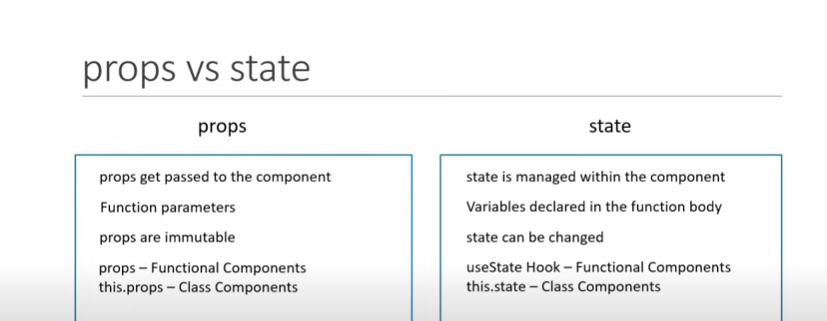 props vs state
props
state
props get passed to the component
Function parameters
props are immutable
props – Functional Components
this.props – Class Components
state is managed within the component
Variables declared in the function body
state can be changed
useState Hook – Functional Components
this.state – Class Components